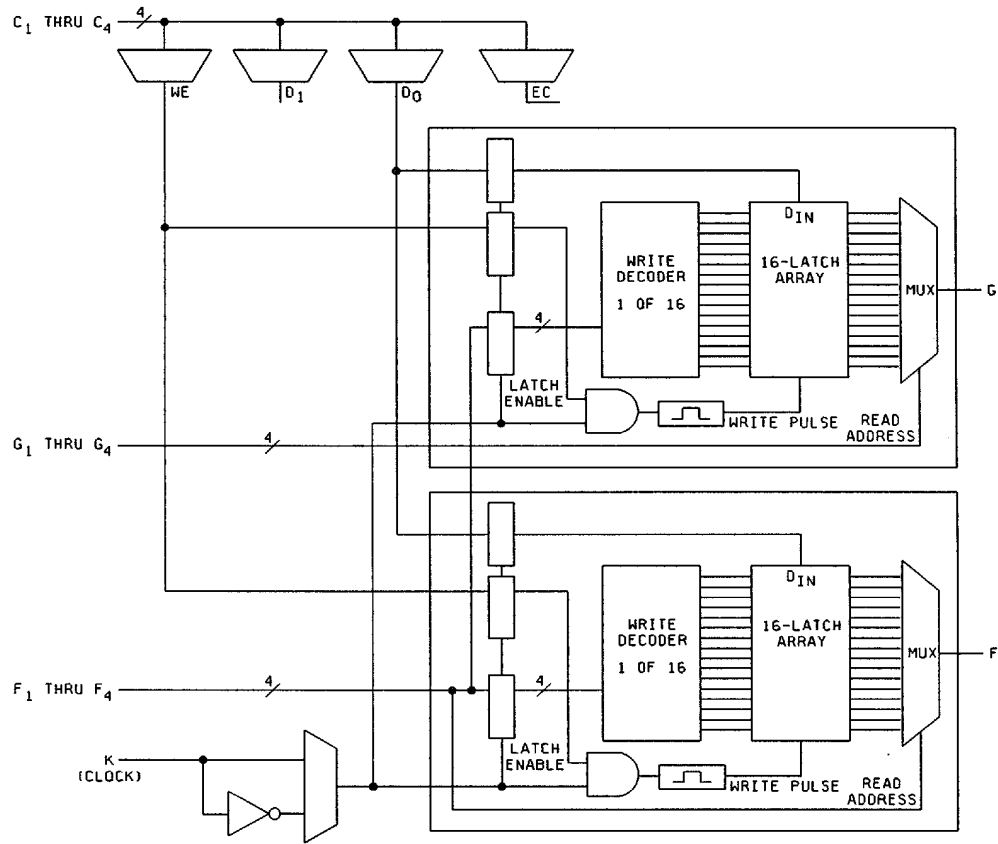 C1 THRU C4
4
WE
D1
D0
EC
DIN
WRITE
DECODER
1 OF 16
16-LATCH
ARRAY
MUX
G
4
LATCH
ENABLE
WRITE PULSE
READ
ADDRESS
G1 THRU G4
4
DIN
WRITE
DECODER
1 OF 16
16-LATCH
ARRAY
MUX
F
F1 THRU F4
4
4
LATCH
ENABLE
WRITE PULSE
READ
ADDRESS
K
(CLOCK)